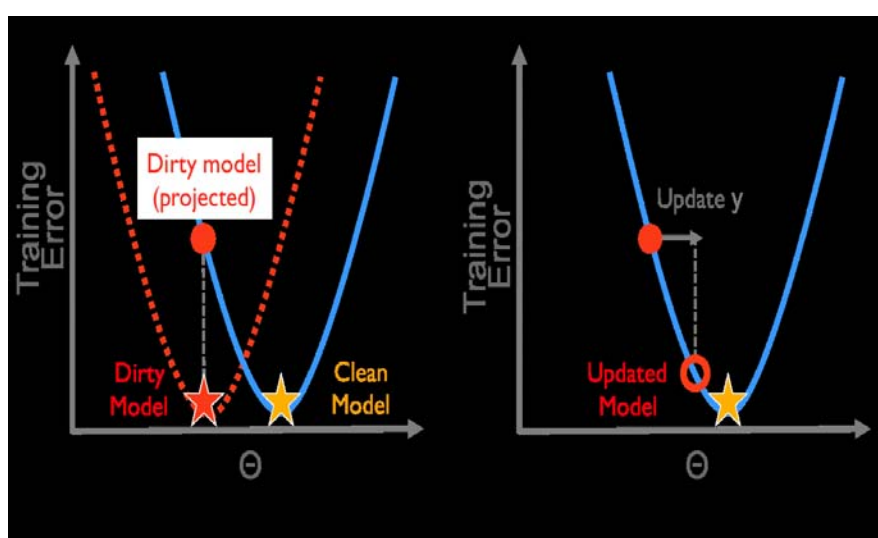 Training
Error
Dirty model
(projected)
Dirty
Model
Clean
Model
Θ
Training
Error
Update y
Updated
Model
Θ